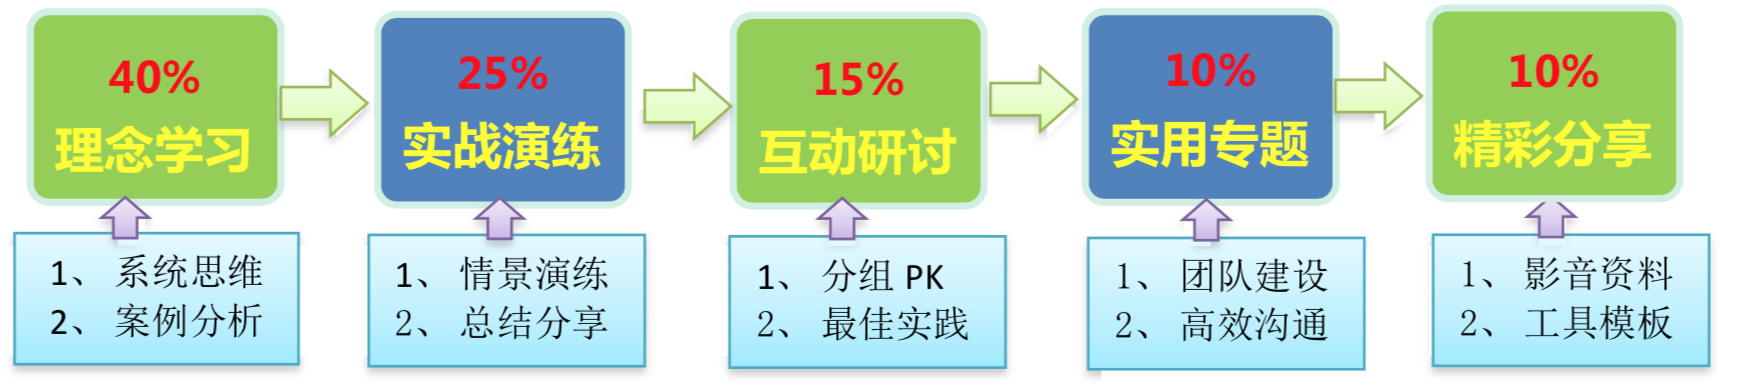 40%
理念学习
25%
实战演练
15%
互动研讨
10%
实用专题
10%
精彩分享
1、 系统思维
2、 案例分析
1、 情景演练
2、 总结分享
1、 分组 PK
2、 最佳实践
1、 团队建设
2、 高效沟通
1、 影音资料
2、 工具模板